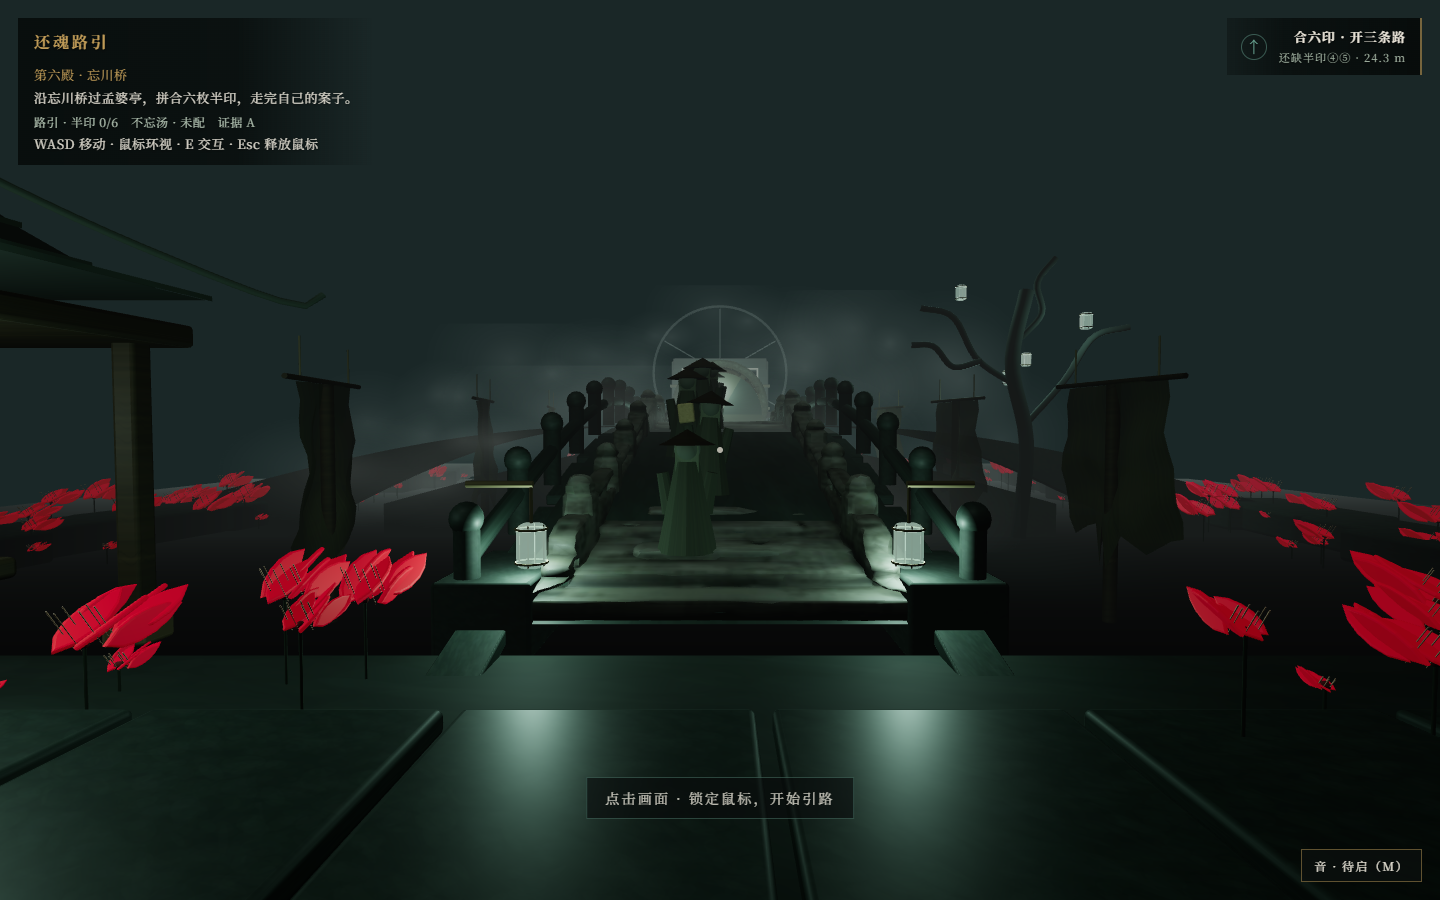 还魂路引
第六殿 · 忘川桥
沿忘川桥过孟婆亭，拼合六枚半印，走完自己的案子。
路引 · 半印 0/6 不忘汤 · 未配 证据 A
WASD 移动 · 鼠标环视 · E 交互 · Esc 释放鼠标
合六印 · 开三条路
还缺半印④⑤ · 24.3 m
点击画面 · 锁定鼠标，开始引路
音 · 待启（M）